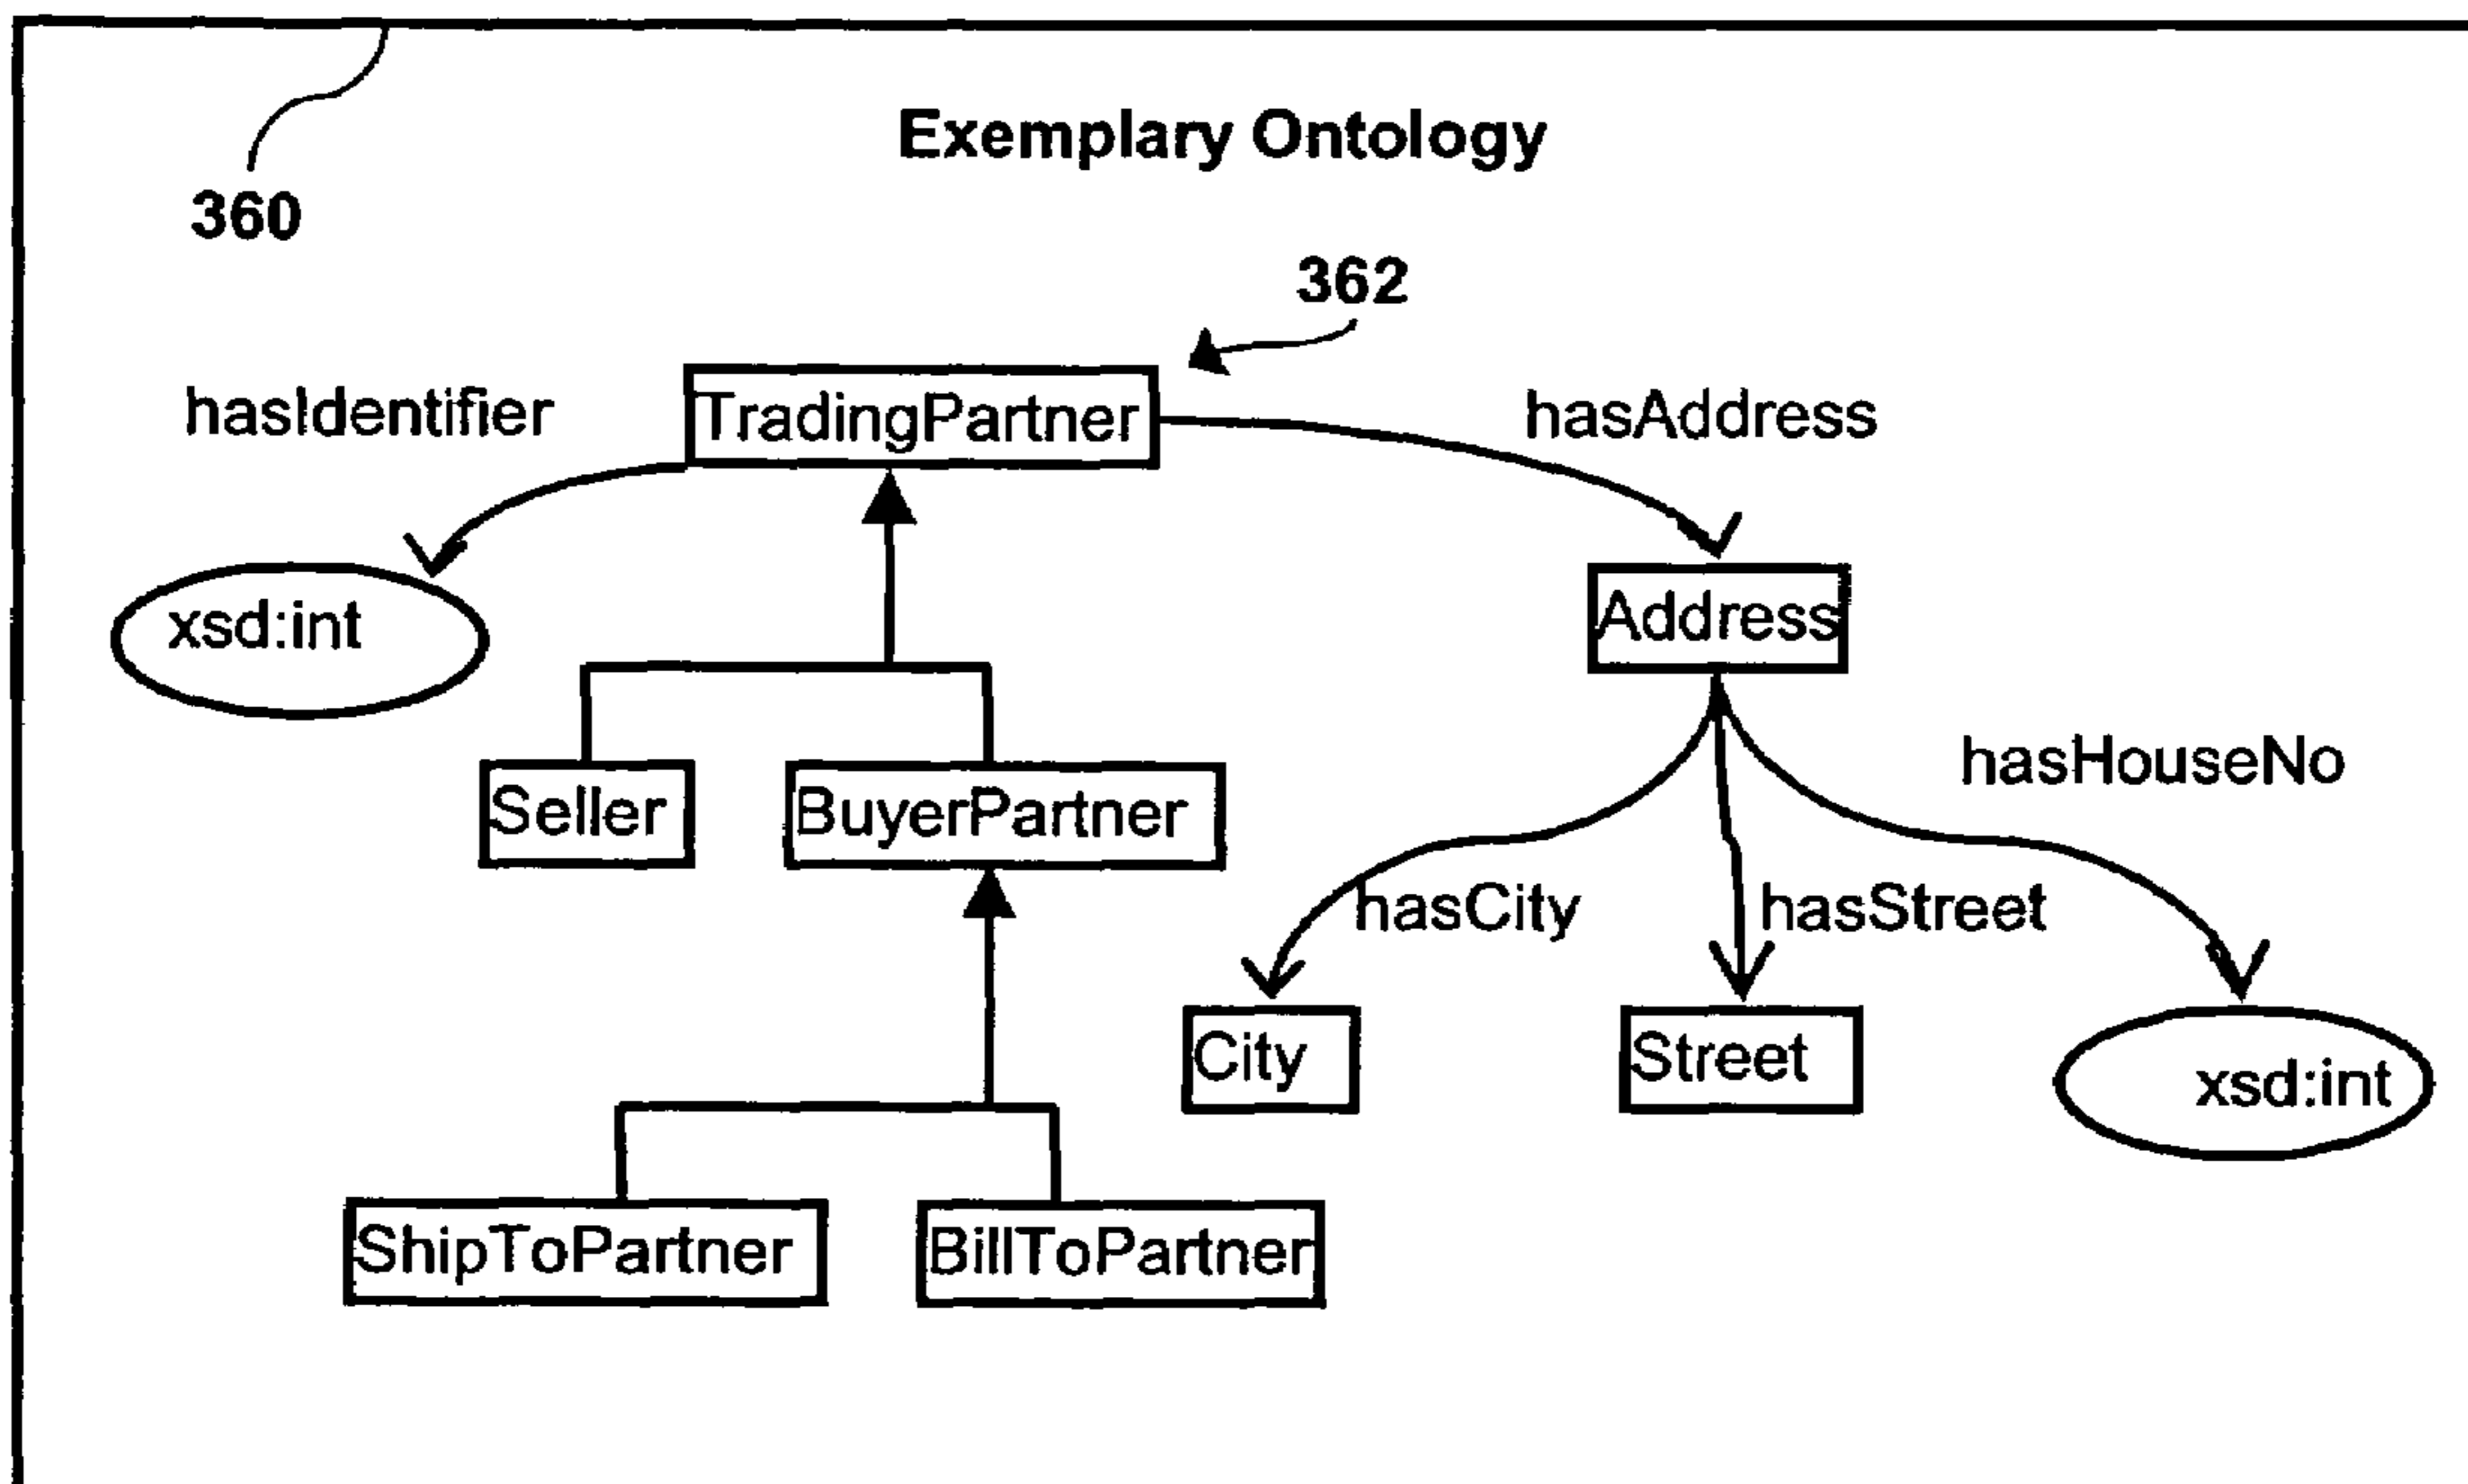 Exemplary Ontology
360
362
hasIdentifier
TradingPartner
hasAddress
xsd:int
Address
Seller
BuyerPartner
hasHouseNo
hasCity
hasStreet
City
Street
xsd:int
ShipToPartner
BillToPartner